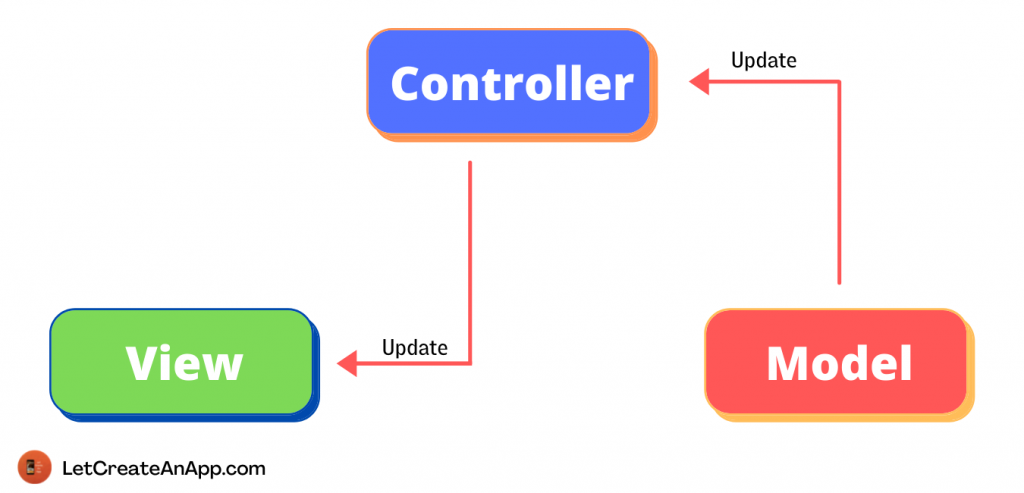 Controller
Update
View
Update
Model
LetCreateAnApp.com